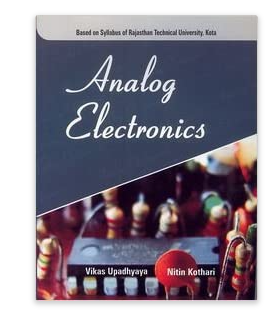 Based on Syllabus of Rajasthan Technical University, Kota
Analog
Electronics
Vikas Upadhyaya Nitin Kothari